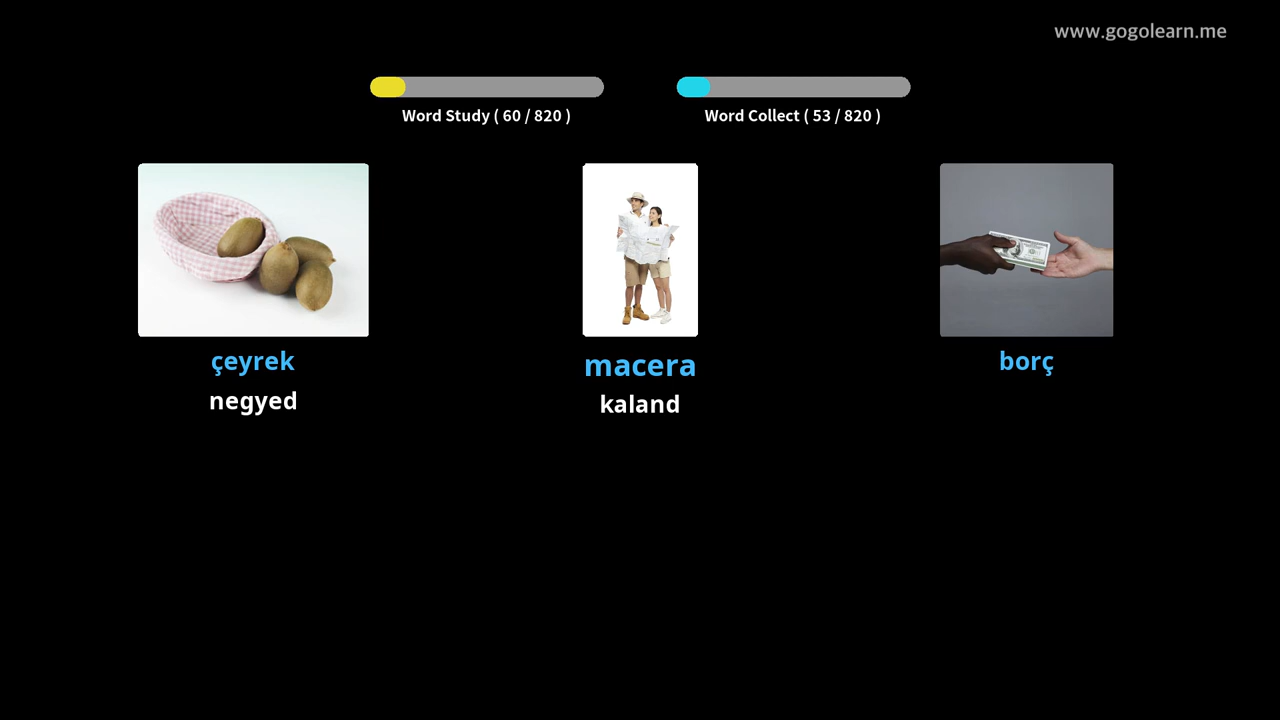 www.gogolearn.me
Word Study ( 60 / 820 )
Word Collect ( 53 / 820 )
çeyrek
negyed
macera
kaland
borç